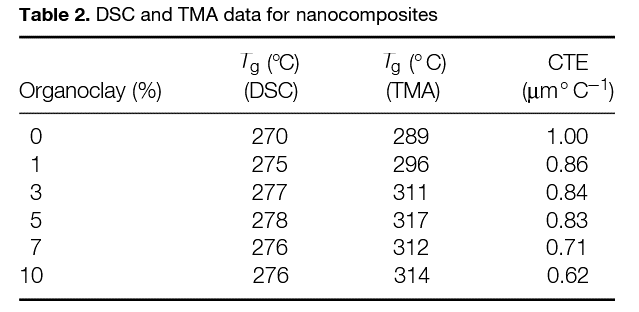 Table 2. DSC and TMA data for nanocomposites
Tg (°C) Tg (° C) CTE
Organoclay (%) (DSC) (TMA) (μm° C−1)
0 270 289 1.00
1 275 296 0.86
3 277 311 0.84
5 278 317 0.83
7 276 312 0.71
10 276 314 0.62